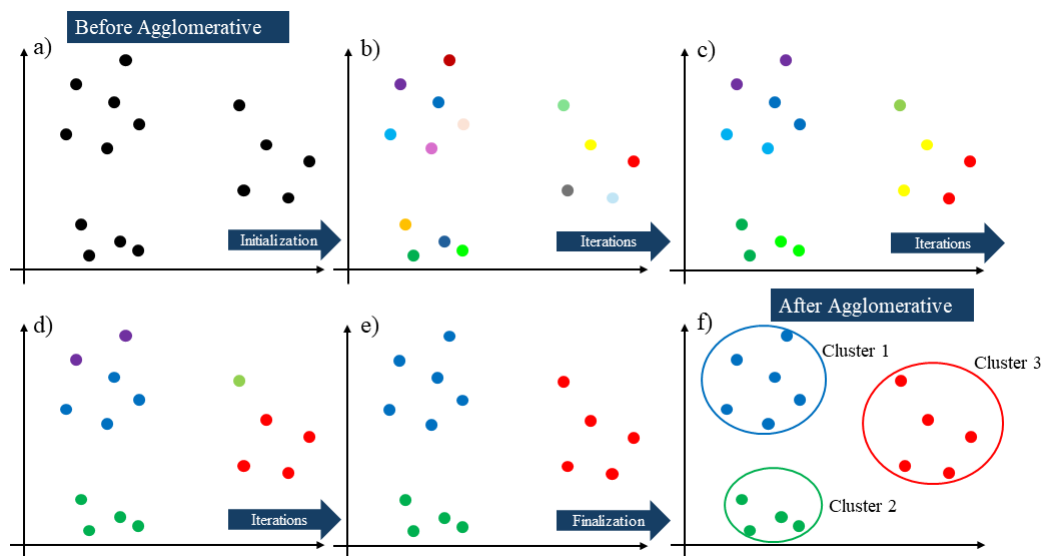 Before Agglomerative
a)
b)
c)
Initialization
Iterations
Iterations
After Agglomerative
d)
e)
f)
Cluster 1
Cluster 3
Cluster 2
Iterations
Finalization